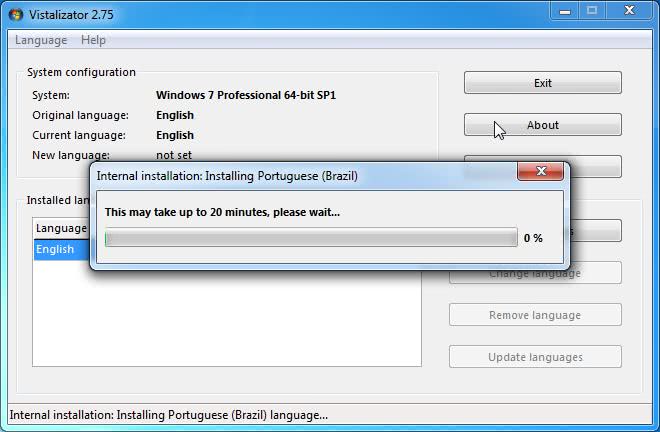 Vistalizator 2.75
Language Help
System configuration
System: Windows 7 Professional 64-bit SP1
Original language: English
Current language: English
New language: not set
Exit
About
Internal installation: Installing Portuguese (Brazil)
This may take up to 20 minutes, please wait...
0 %
Installed lan
Language
English
s
Change language
Remove language
Update languages
Internal installation: Installing Portuguese (Brazil) language...